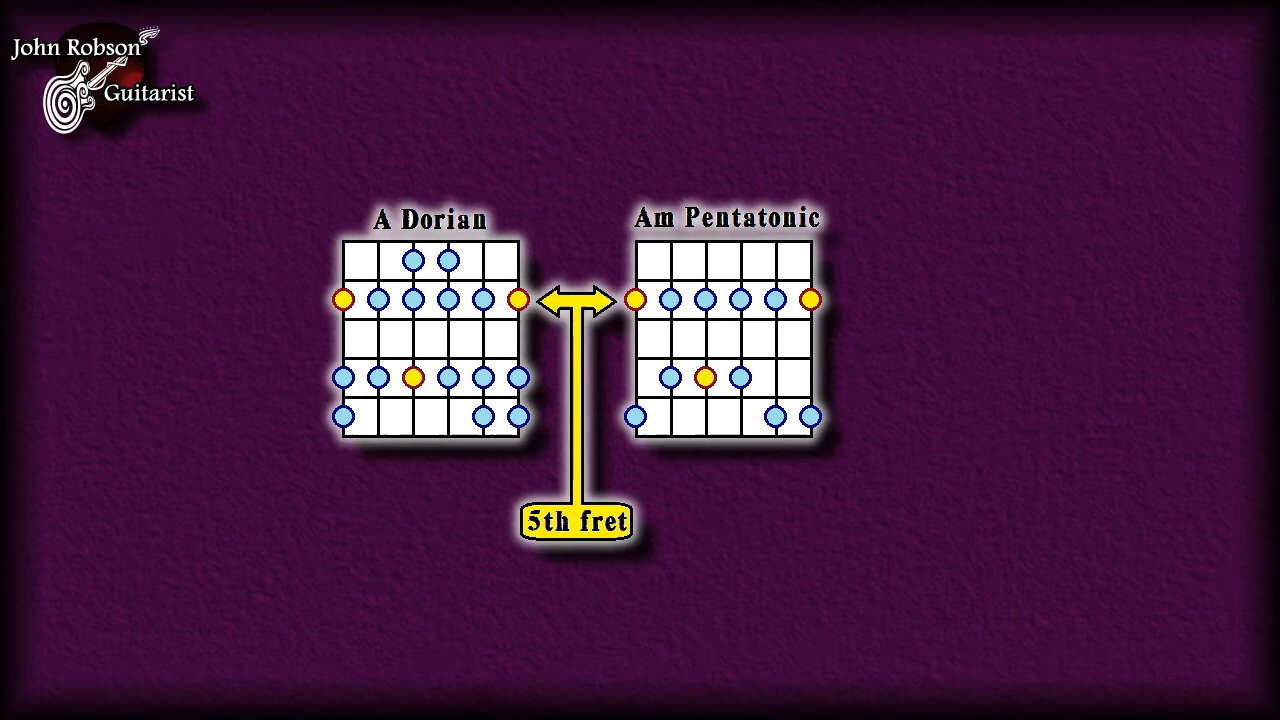 John Robson
Guitarist
A Dorian
Am Pentatonic
5th fret